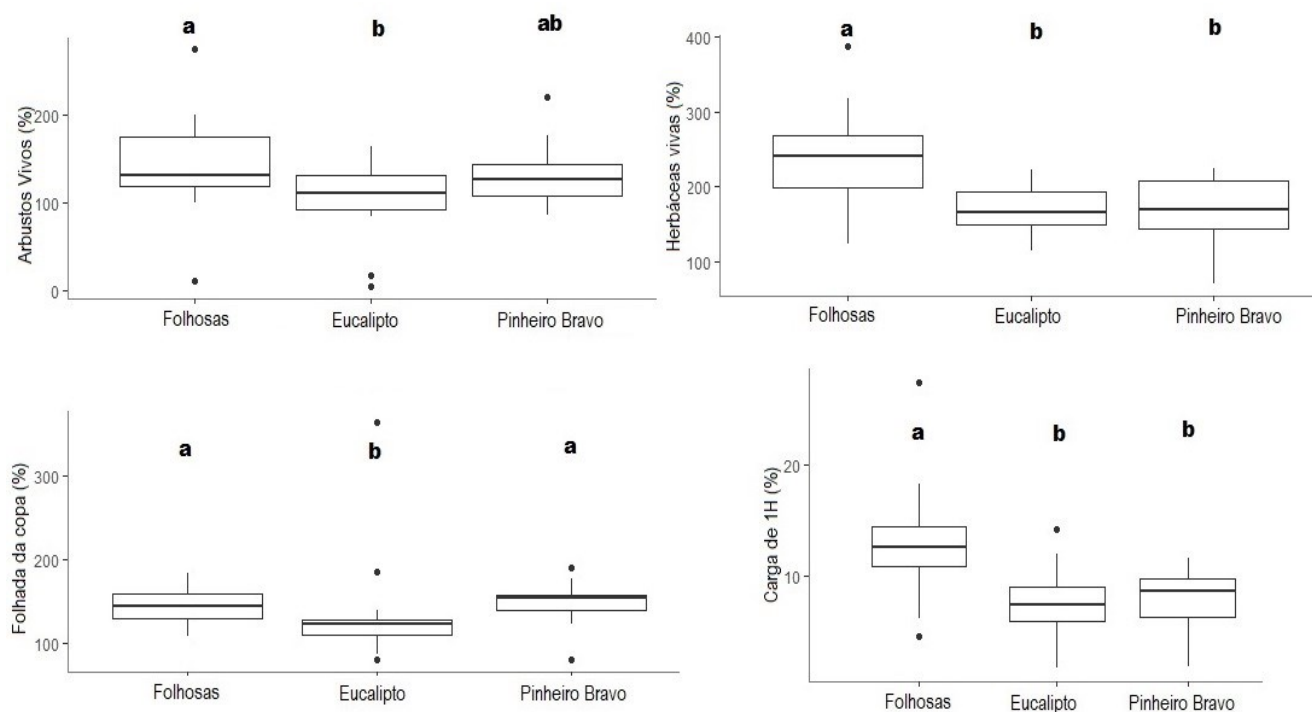 a b ab
Arbustos Vivos (%)
200
100
0
Folhosas Eucalipto Pinheiro Bravo
a b b
Herbáceas vivas (%)
400
300
200
100
Folhosas Eucalipto Pinheiro Bravo
a b a
Folhada da copa (%)
300
200
100
Folhosas Eucalipto Pinheiro Bravo
a b b
Carga de 1H (%)
20
10
Folhosas Eucalipto Pinheiro Bravo